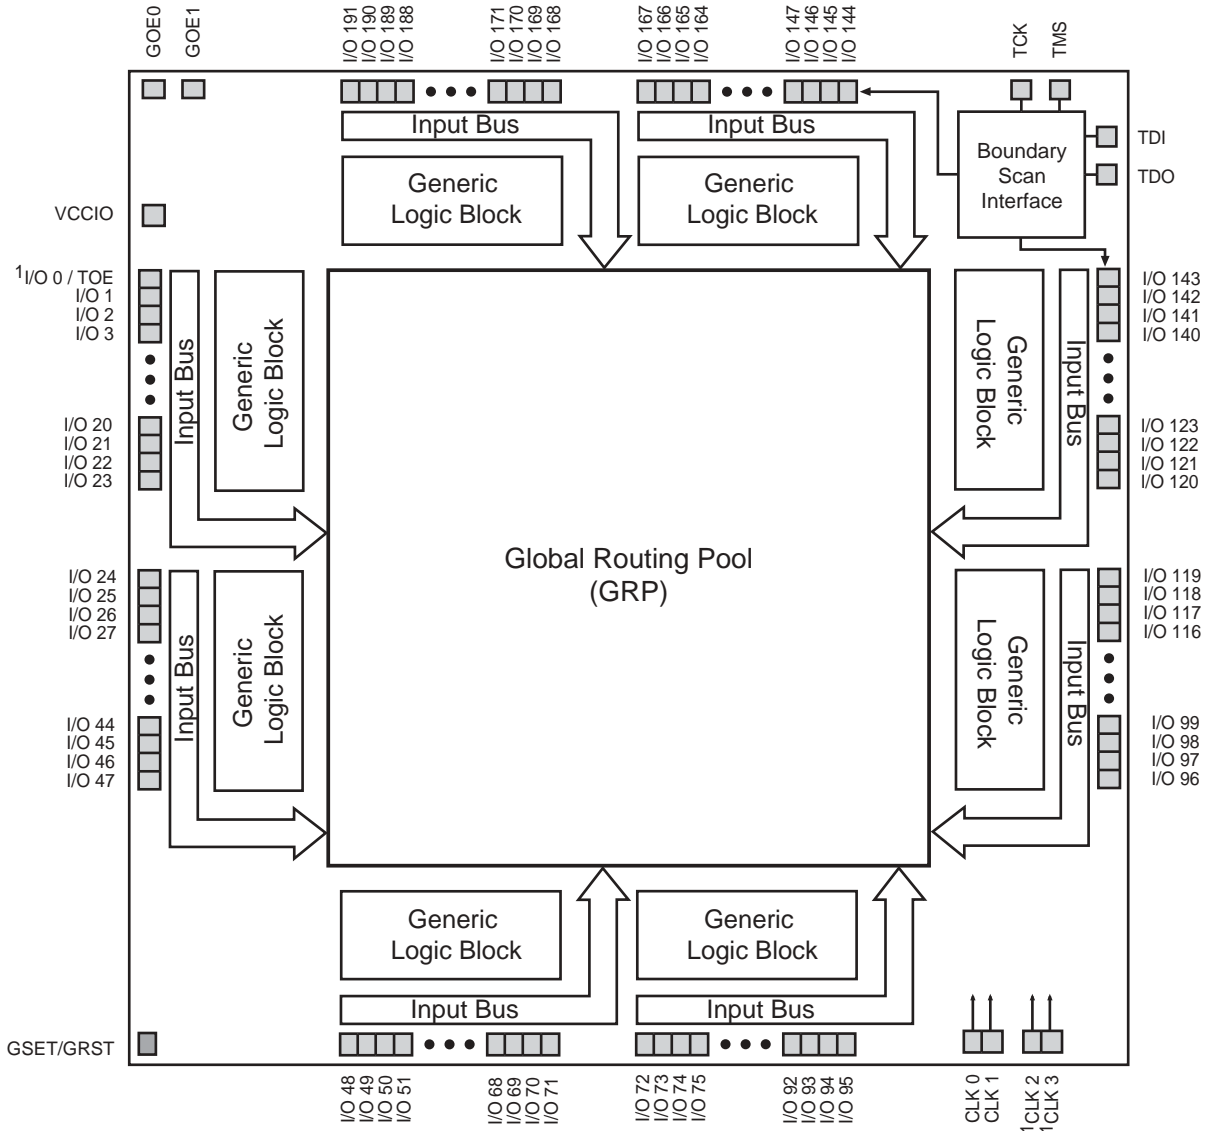 GOE0
GOE1
I/O 191
I/O 190
I/O 189
I/O 188
I/O 171
I/O 170
I/O 169
I/O 168
I/O 167
I/O 166
I/O 165
I/O 164
I/O 147
I/O 146
I/O 145
I/O 144
TCK
TMS
Input Bus
Input Bus
TDI
TDO
Boundary
Scan
Interface
Generic
Logic Block
Generic
Logic Block
VCCIO
1I/O 0 / TOE
I/O 1
I/O 2
I/O 3
I/O 20
I/O 21
I/O 22
I/O 23
Input Bus
Generic
Logic Block
Generic
Logic Block
Input Bus
I/O 143
I/O 142
I/O 141
I/O 140
I/O 123
I/O 122
I/O 121
I/O 120
Global Routing Pool
(GRP)
I/O 24
I/O 25
I/O 26
I/O 27
I/O 44
I/O 45
I/O 46
I/O 47
Input Bus
Generic
Logic Block
Generic
Logic Block
Input Bus
I/O 119
I/O 118
I/O 117
I/O 116
I/O 99
I/O 98
I/O 97
I/O 96
Generic
Logic Block
Generic
Logic Block
Input Bus
Input Bus
GSET/GRST
I/O 48
I/O 49
I/O 50
I/O 51
I/O 68
I/O 69
I/O 70
I/O 71
I/O 72
I/O 73
I/O 74
I/O 75
I/O 92
I/O 93
I/O 94
I/O 95
CLK 0
CLK 1
1CLK 2
1CLK 3